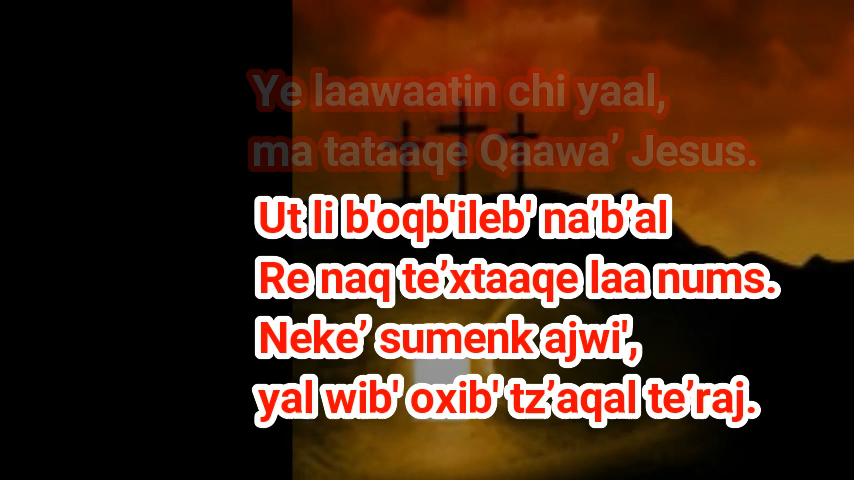 Ye laawaatin chi yaal,
ma tataaqe Qaawa’ Jesus.
Ut li b'oqb'ileb' na’b’al
Re naq te’xtaaqe laa nums.
Neke’ sumenk ajwi',
yal wib' oxib' tz’aqal te’raj.